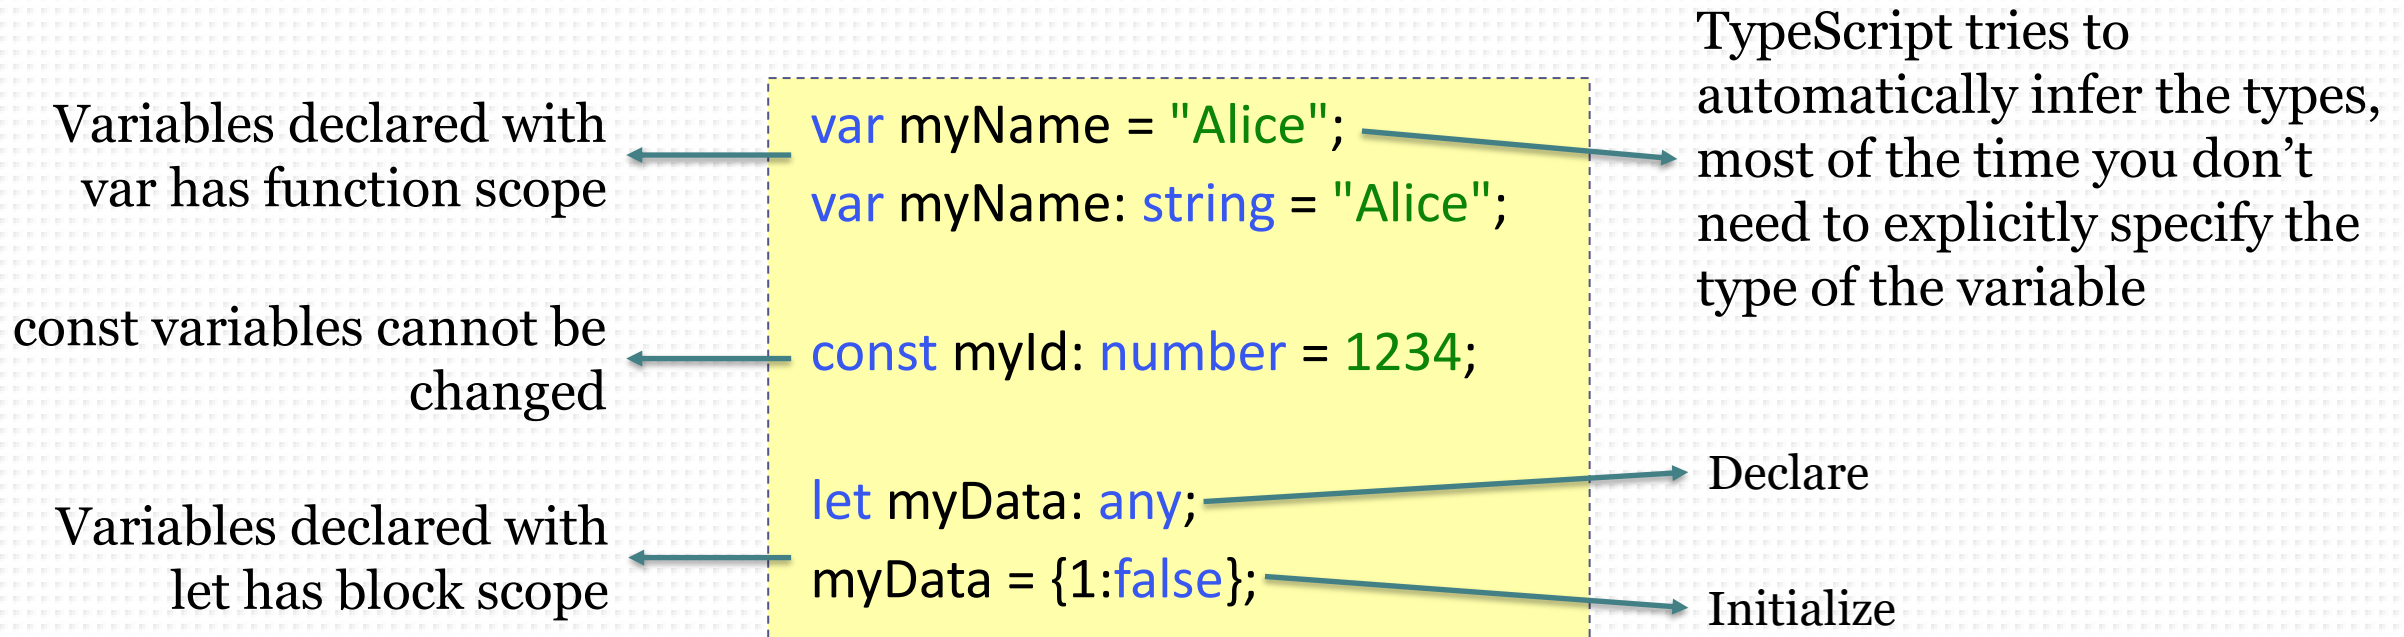 Variables declared with
var has function scope
const variables cannot be
changed
Variables declared with
let has block scope
var myName = "Alice";
var myName: string = "Alice";
const myId: number = 1234;
let myData: any;
myData = {1:false};
TypeScript tries to
automatically infer the types,
most of the time you don’t
need to explicitly specify the
type of the variable
Declare
Initialize